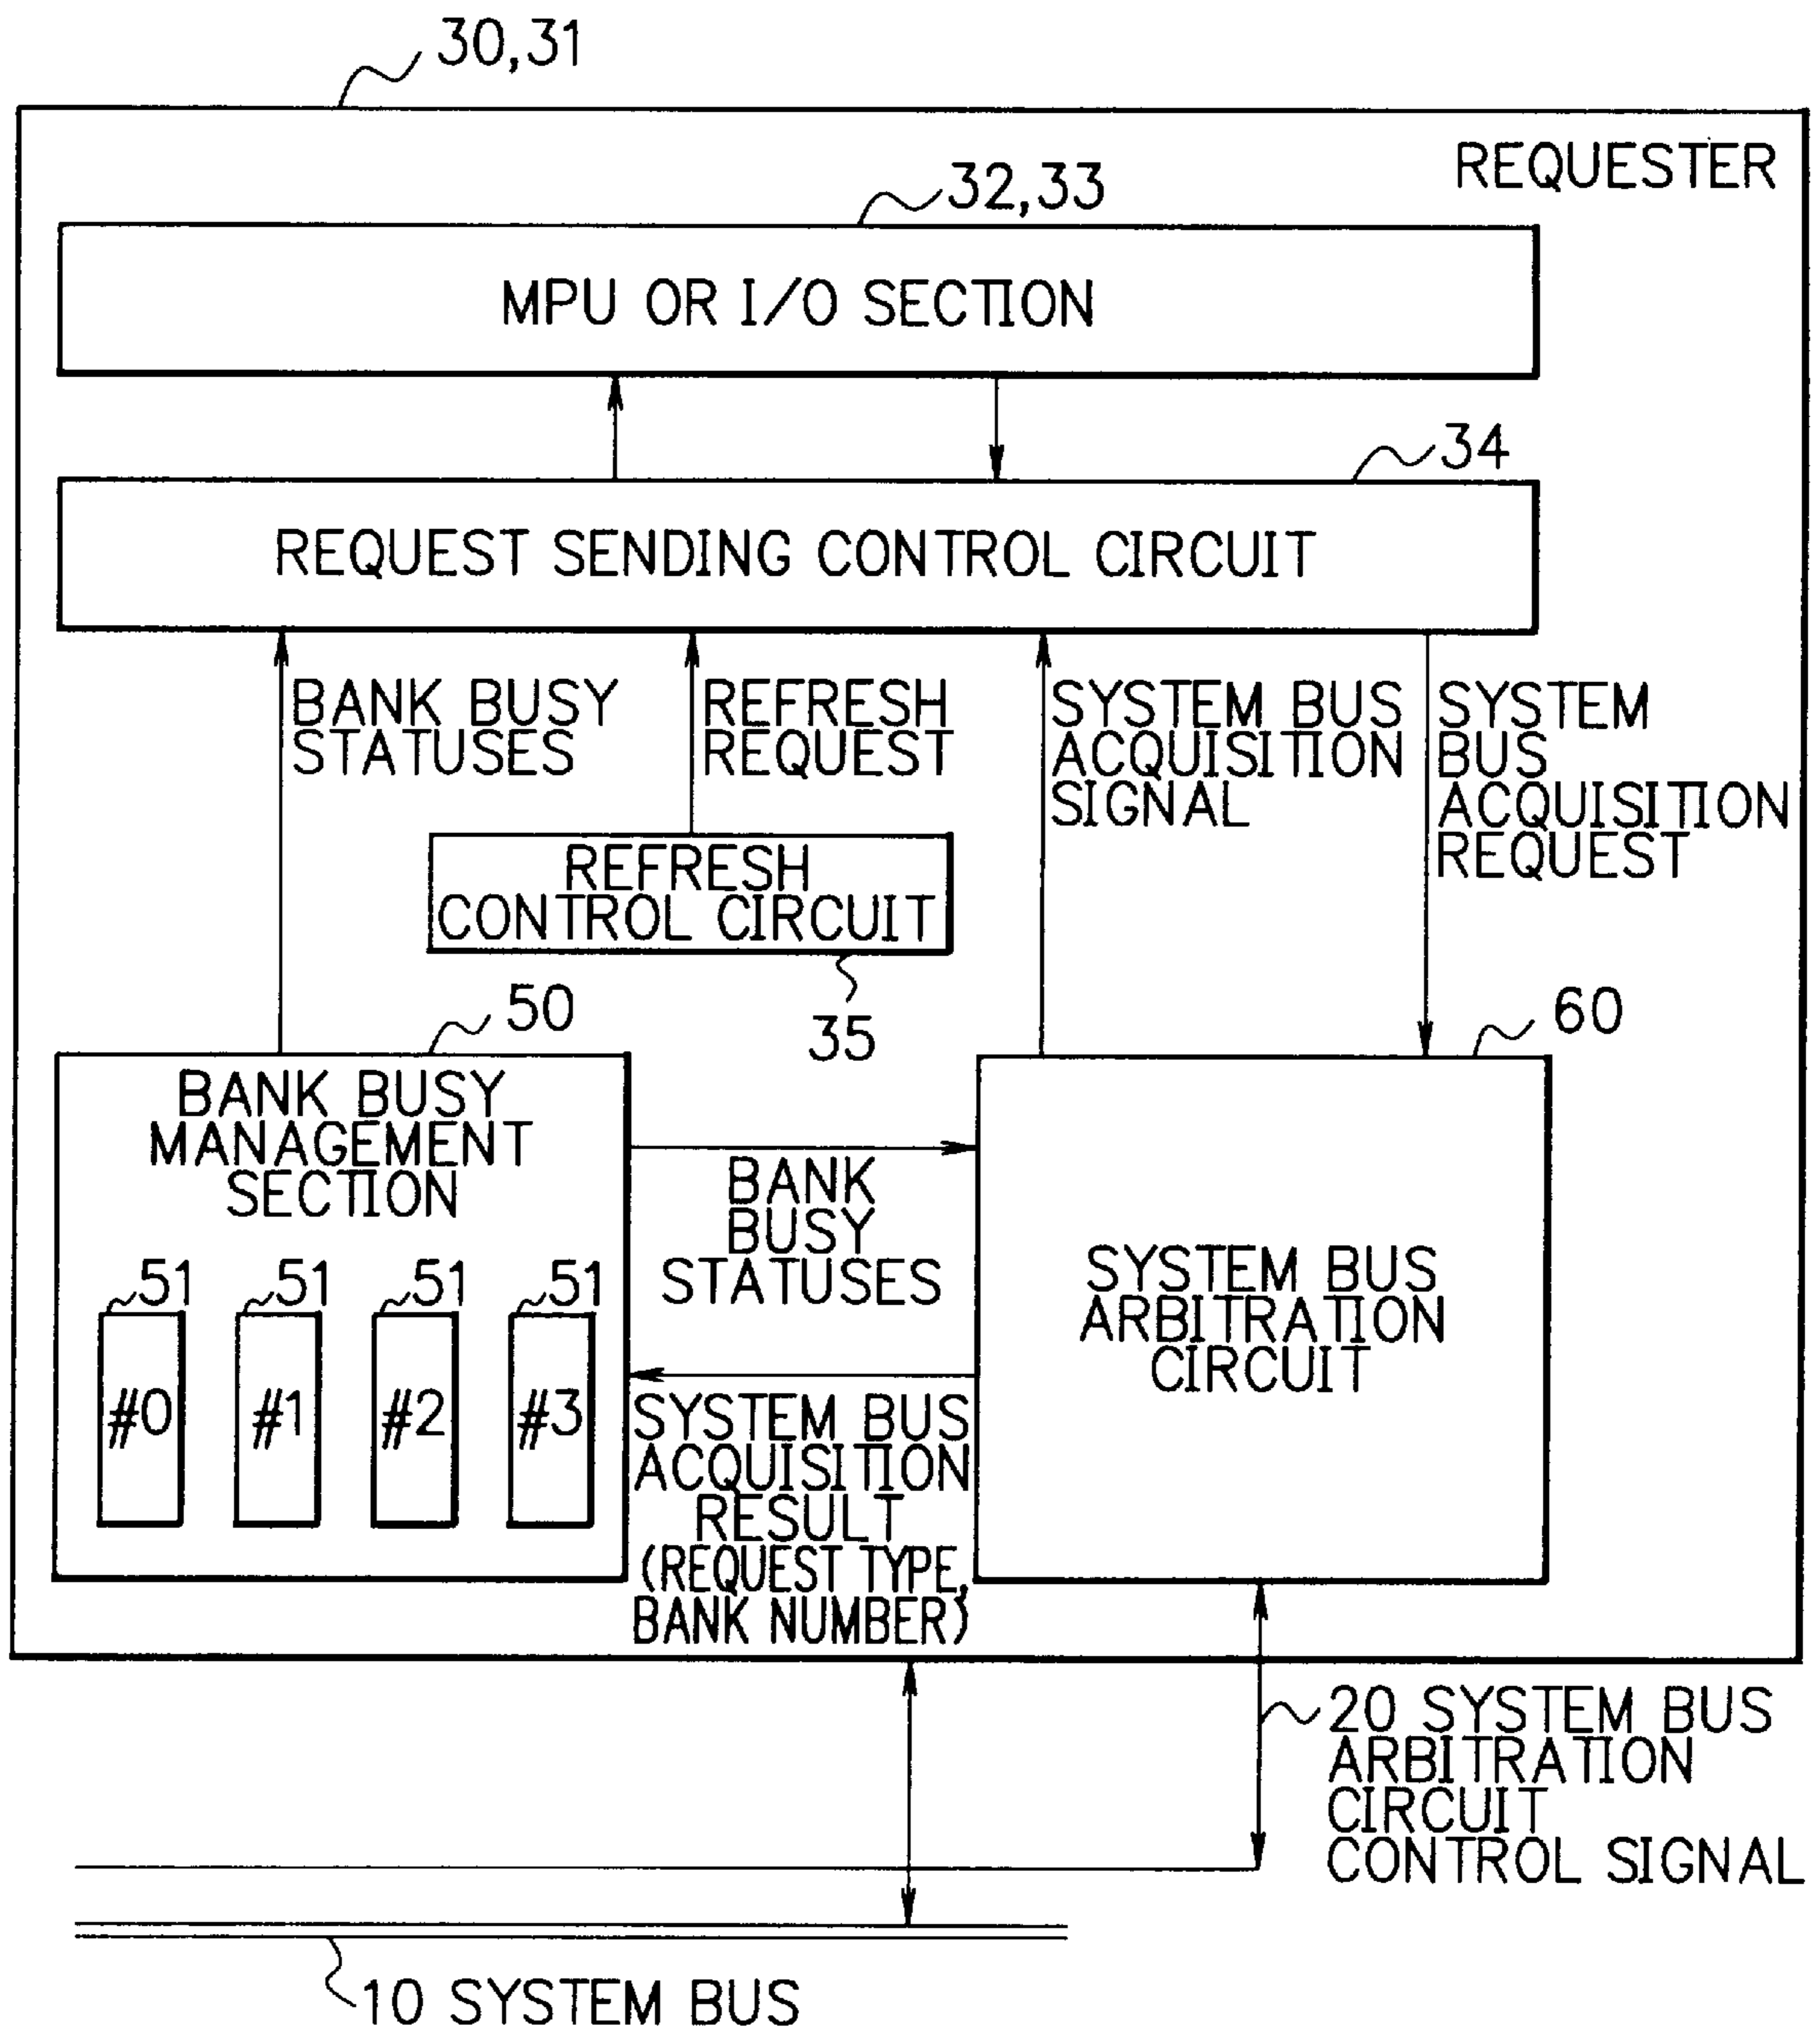 30,31
REQUESTER
32,33
MPU OR I/O SECTION
34
REQUEST SENDING CONTROL CIRCUIT
BANK BUSY
STATUSES
REFRESH
REQUEST
SYSTEM BUS
ACQUISITION
SIGNAL
SYSTEM
BUS
ACQUISITION
REQUEST
REFRESH
CONTROL CIRCUIT
35
50
60
BANK BUSY
MANAGEMENT
SECTION
51 51 51 51
#0 #1 #2 #3
BANK
BUSY
STATUSES
SYSTEM BUS
ACQUISITION
RESULT
(REQUEST TYPE,
BANK NUMBER)
SYSTEM BUS
ARBITRATION
CIRCUIT
20 SYSTEM BUS
ARBITRATION
CIRCUIT
CONTROL SIGNAL
10 SYSTEM BUS